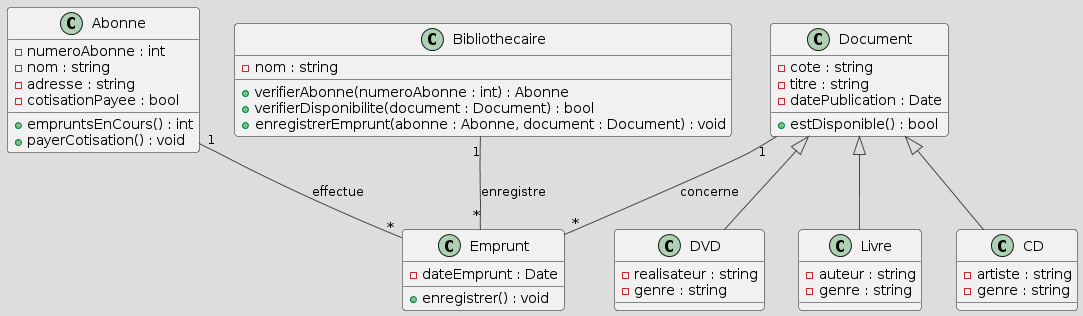 C Abonne
numeroAbonne : int
nom : string
adresse : string
cotisationPayee : bool
empruntsEnCours() : int
payerCotisation() : void
C Bibliothecaire
nom : string
verifierAbonne(numeroAbonne : int) : Abonne
verifierDisponibilite(document : Document) : bool
enregistrerEmprunt(abonne : Abonne, document : Document) : void
C Document
cote : string
titre : string
datePublication : Date
estDisponible() : bool
1
1
1
effectue
enregistre
concerne
*
*
*
C Emprunt
dateEmprunt : Date
enregistrer() : void
C DVD
realisateur : string
genre : string
C Livre
auteur : string
genre : string
C CD
artiste : string
genre : string